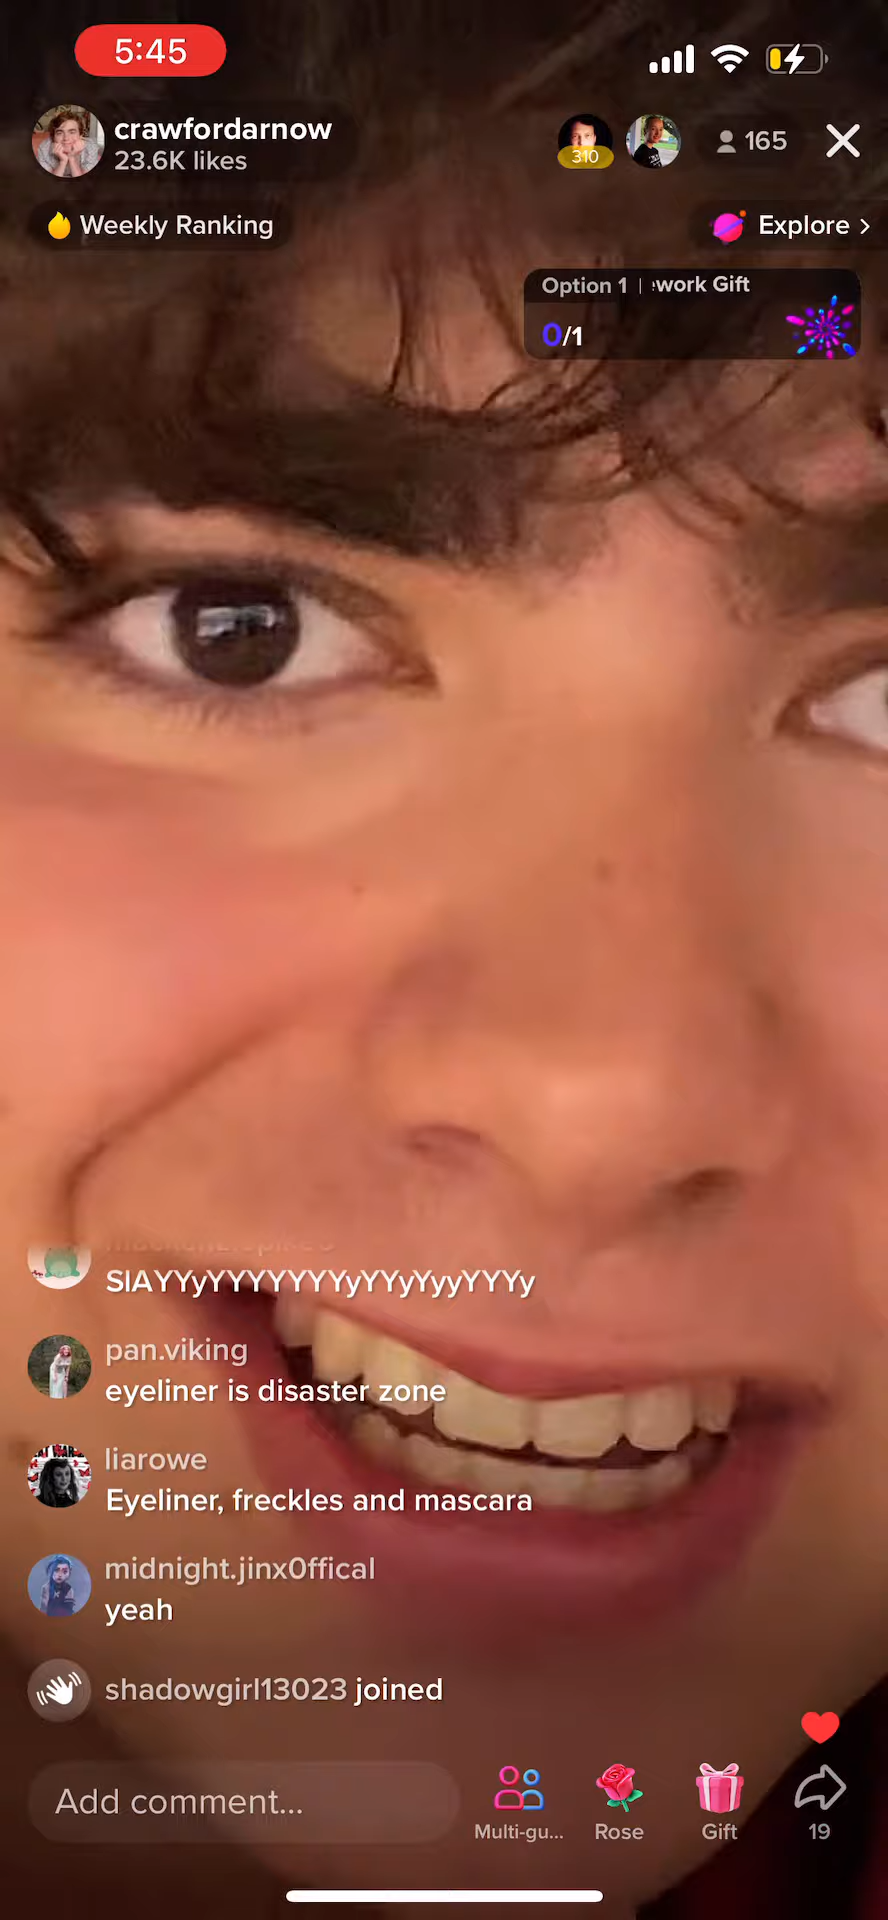 5:45
crawfordarnow
23.6K likes
310
165
Weekly Ranking
Explore >
Option 1 | work Gift
0/1
SlAYYyYYYYYYYyYYyYyyYYYy
pan.viking
eyeliner is disaster zone
liarowe
Eyeliner, freckles and mascara
midnight.jinx0ffical
yeah
shadowgirl13023 joined
Add comment...
Multi-gu...
Rose
Gift
19